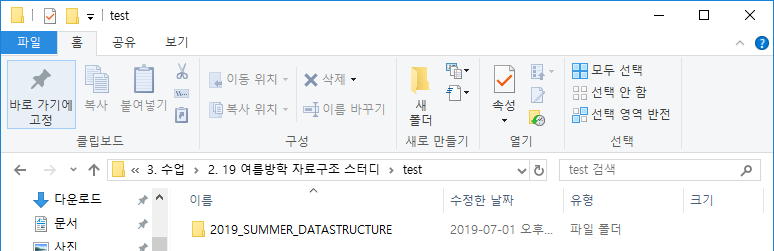 test
파일 홈 공유 보기
바로 가기에 고정
복사
붙여넣기
클립보드
이동 위치
복사 위치
삭제
이름 바꾸기
구성
새 폴더
새로 만들기
속성
열기
모두 선택
선택 안 함
선택 영역 반전
선택
« 3. 수업 › 2. 19 여름방학 자료구조 스터디 › test
test 검색
다운로드
문서
사진
이름 수정한 날짜 유형 크기
2019_SUMMER_DATASTRUCTURE 2019-07-01 오후... 파일 폴더